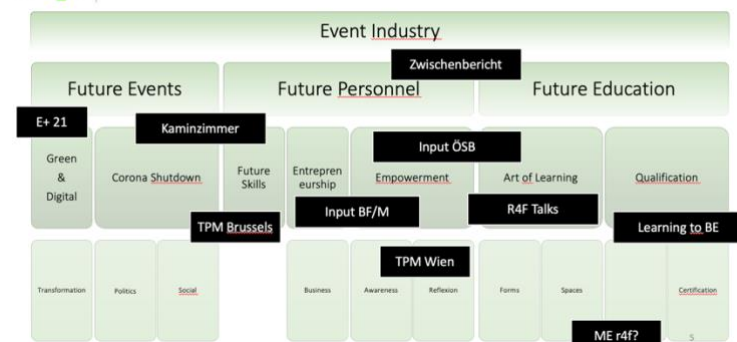 Event Industry
Zwischenbericht
Future Events
Future Personnel
Future Education
E+ 21
Kaminzimmer
Input ÖSB
Green
&
Digital
Corona Shutdown
Future
Skills
Entrepren
eurship
Empowerment
Art of Learning
Qualification
Input BF/M
R4F Talks
TPM Brussels
Learning to BE
TPM Wien
Transformation
Politics
Social
Business
Awareness
Reflexion
Forms
Spaces
Certification
ME r4f?
5